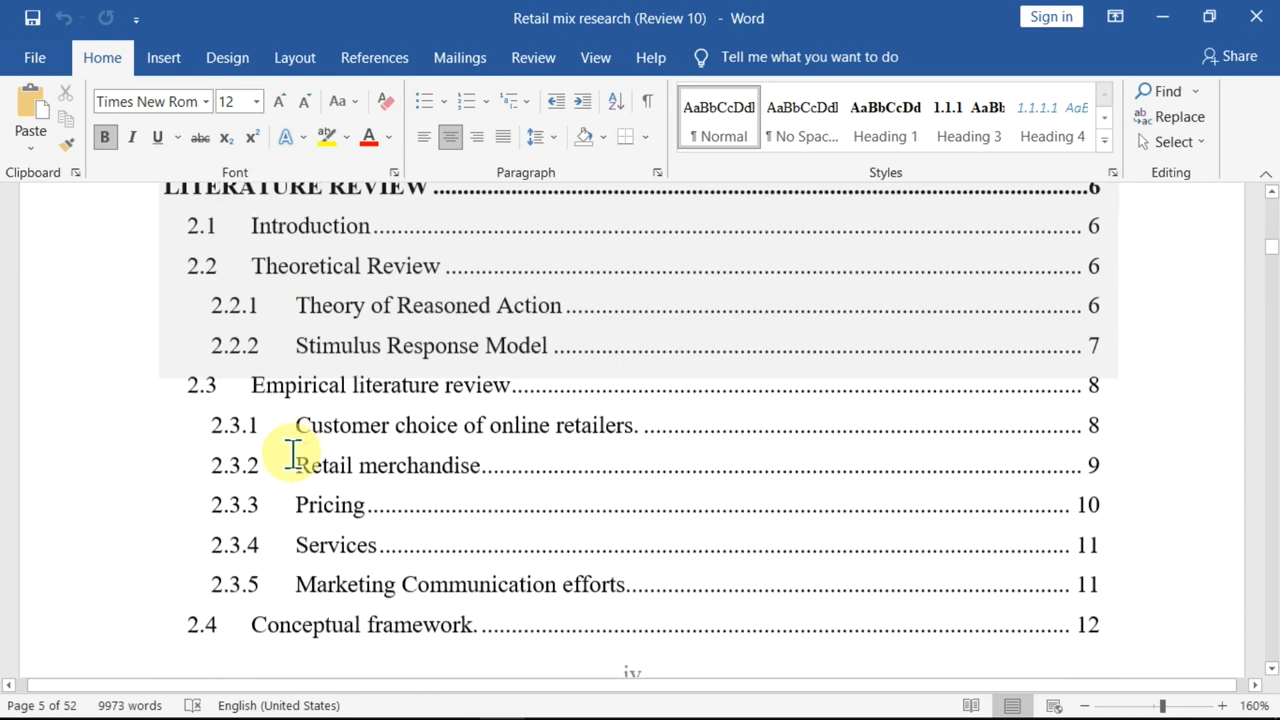 Retail mix research (Review 10) - Word
Sign in
File Home Insert Design Layout References Mailings Review View Help Tell me what you want to do Share
Paste
Times New Rom 12 Aa
B I U abc X₂ X² A A
Clipboard Font Paragraph Styles Editing
AaBbCcDdI AaBbCcDdI AaBbCcDd 1.1.1 AaBb 1.1.1.1 AaB
¶ Normal ¶ No Spac... Heading 1 Heading 3 Heading 4
Find
Replace
Select
LITERATURE REVIEW ........ 6
2.1 Introduction ........ 6
2.2 Theoretical Review ........ 6
2.2.1 Theory of Reasoned Action ........ 6
2.2.2 Stimulus Response Model ........ 7
2.3 Empirical literature review ........ 8
2.3.1 Customer choice of online retailers. ........ 8
2.3.2 Retail merchandise ........ 9
2.3.3 Pricing ........ 10
2.3.4 Services ........ 11
2.3.5 Marketing Communication efforts ........ 11
2.4 Conceptual framework. ........ 12
iv
Page 5 of 52 9973 words English (United States) 160%